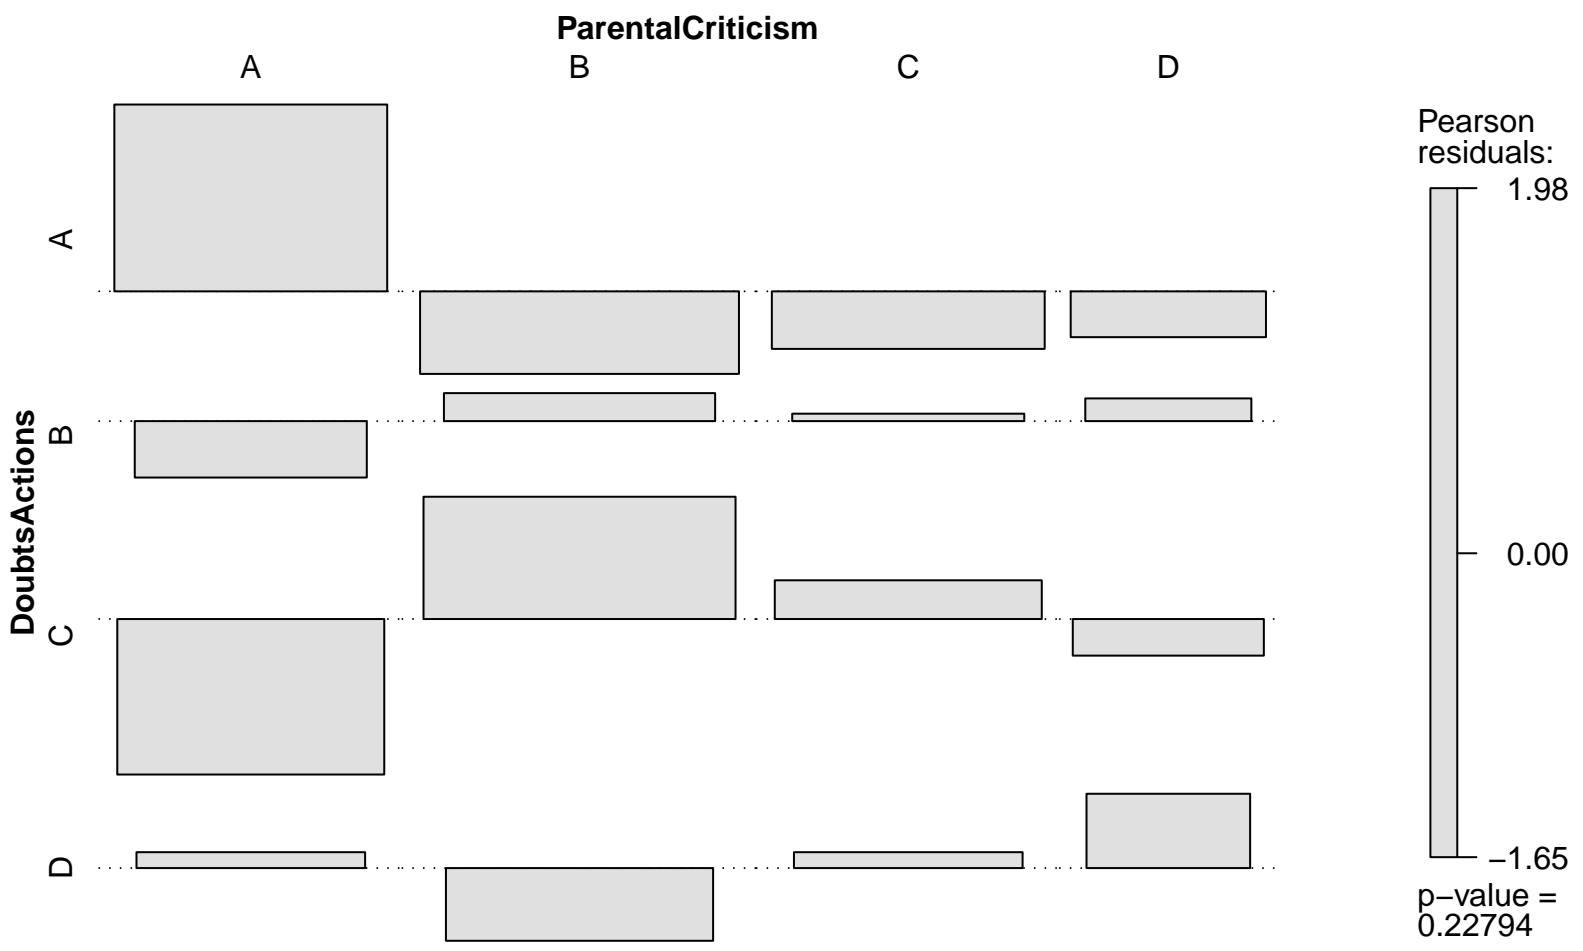 ParentalCriticism
A B C D
DoubtsActions
A
B
C
D
Pearson
residuals:
1.98
0.00
−1.65
p−value =
0.22794